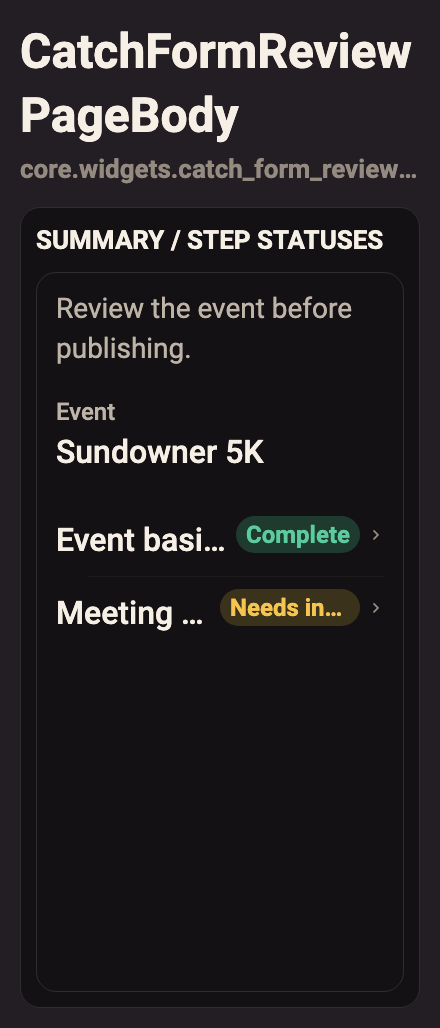 CatchFormReview
PageBody
core.widgets.catch_form_review...
SUMMARY / STEP STATUSES
Review the event before
publishing.
Event
Sundowner 5K
Event basi... Complete
Meeting ... Needs in...